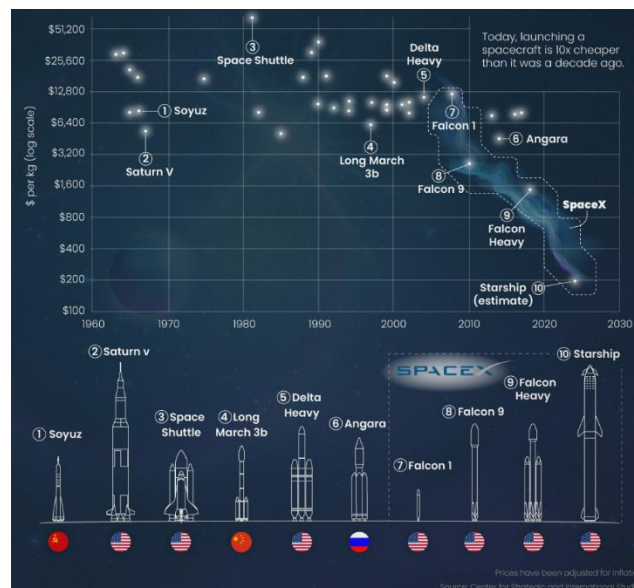 $51,200
$25,600
$12,800
$6,400
$3,200
$1,600
$800
$400
$200
$100
$ per kg (log scale)
1960
1970
1980
1990
2000
2010
2020
2030
Today, launching a
spacecraft is 10x cheaper
than it was a decade ago.
③
Space Shuttle
Delta
Heavy
⑤
① Soyuz
②
Saturn V
④
Long March
3b
⑦
Falcon 1
⑥ Angara
⑧
Falcon 9
⑨
Falcon
Heavy
SpaceX
Starship ⑩
(estimate)
② Saturn v
SPACEX
⑩ Starship
① Soyuz
③ Space
Shuttle
④ Long
March 3b
⑤ Delta
Heavy
⑥ Angara
⑦ Falcon 1
⑧ Falcon 9
⑨ Falcon
Heavy
Prices have been adjusted for inflati
Source: Center for Strategic and International Stud